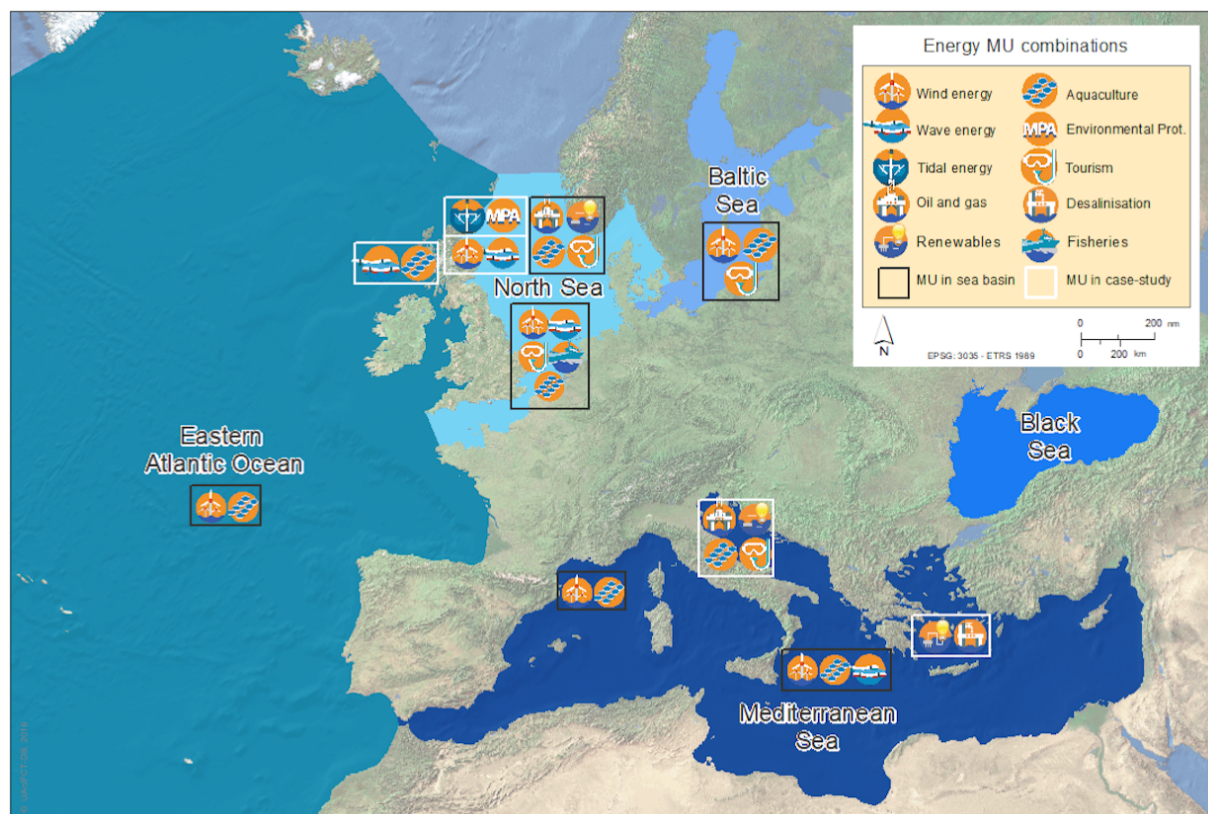 Energy MU combinations
Wind energy
Aquaculture
Wave energy
MPA
Environmental Prot.
Tidal energy
Tourism
Oil and gas
Desalinisation
Renewables
Fisheries
MU in sea basin
MU in case-study
N
0 200 nm
0 200 km
EPSG: 3035 - ETRS 1989
Baltic
Sea
MPA
North Sea
Black
Sea
Eastern
Atlantic Ocean
Mediterranean
Sea